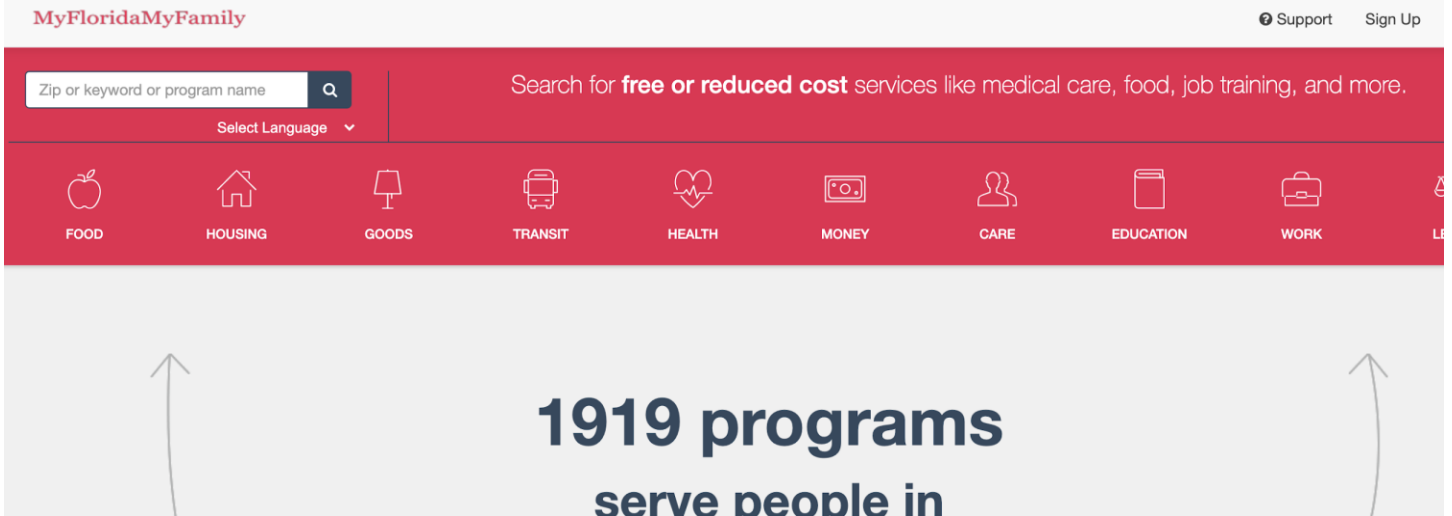 MyFloridaMyFamily
Support Sign Up
Zip or keyword or program name
Search for free or reduced cost services like medical care, food, job training, and more.
Select Language
FOOD HOUSING GOODS TRANSIT HEALTH MONEY CARE EDUCATION WORK
1919 programs
serve people in